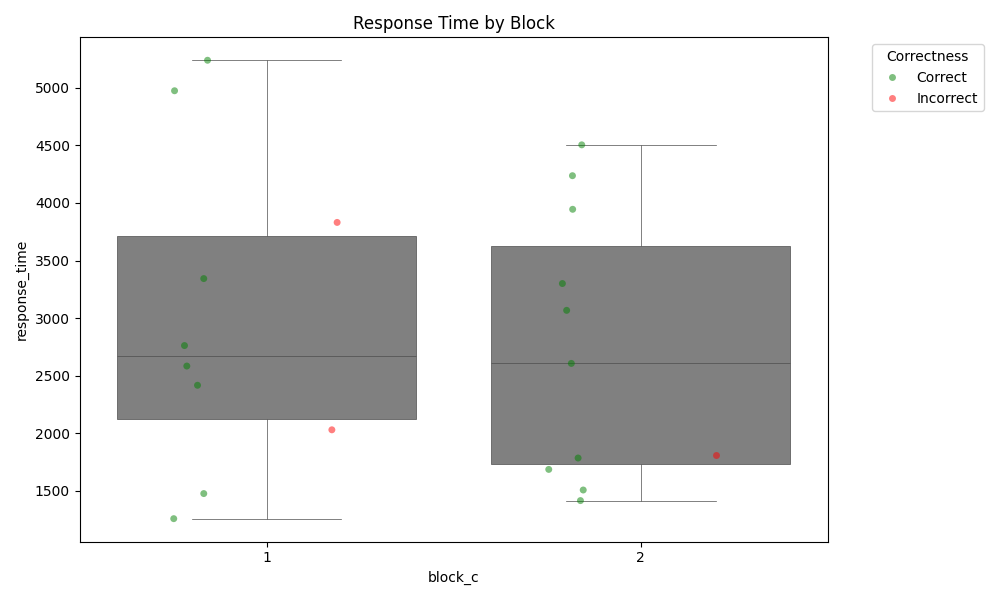 Response Time by Block
Correctness
Correct
Incorrect
response_time
5000
4500
4000
3500
3000
2500
2000
1500
1
2
block_c